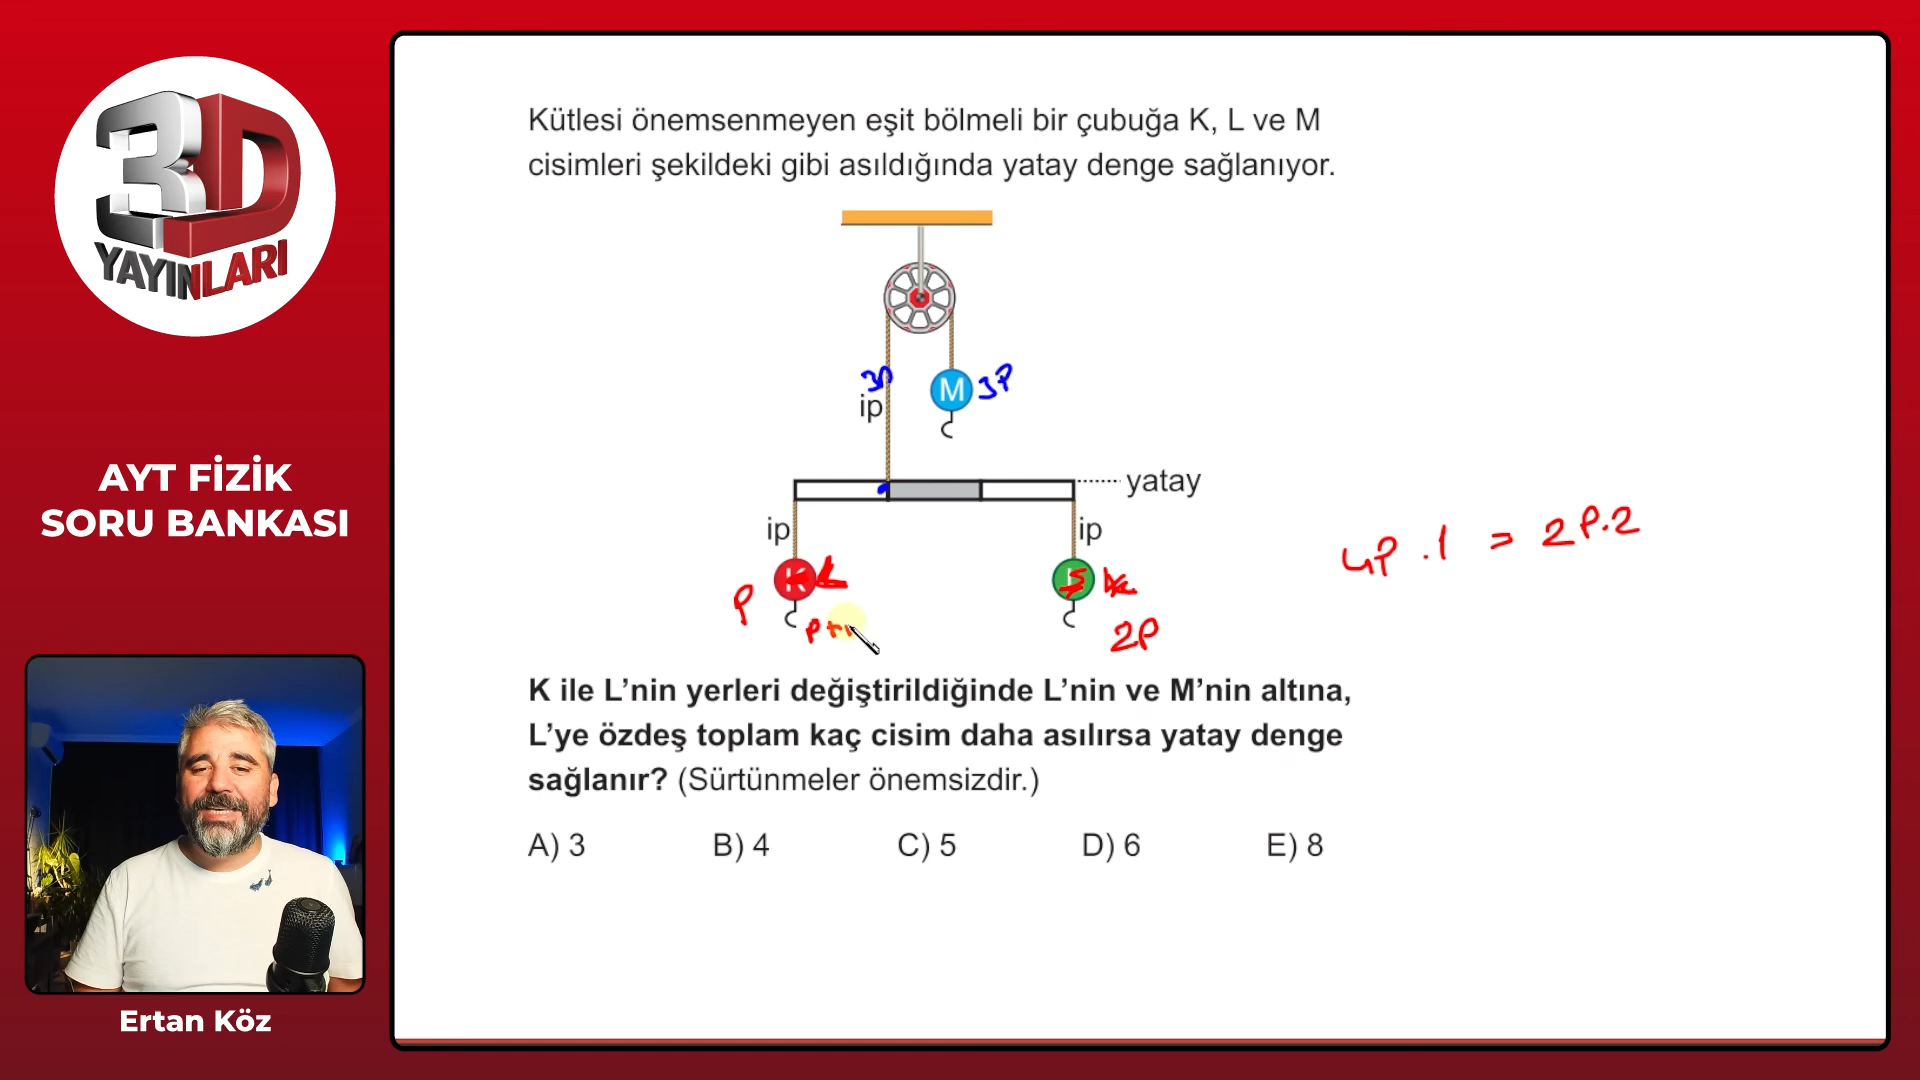 3D
YAYINLARI
AYT FİZİK
SORU BANKASI
Ertan Köz
Kütlesi önemsenmeyen eşit bölmeli bir çubuğa K, L ve M
cisimleri şekildeki gibi asıldığında yatay denge sağlanıyor.
3P
M 3P
ip
yatay
ip
ip
4P . 1 = 2P.2
K L
P
P+
2P
K ile L’nin yerleri değiştirildiğinde L’nin ve M’nin altına,
L’ye özdeş toplam kaç cisim daha asılırsa yatay denge
sağlanır? (Sürtünmeler önemsizdir.)
A) 3 B) 4 C) 5 D) 6 E) 8